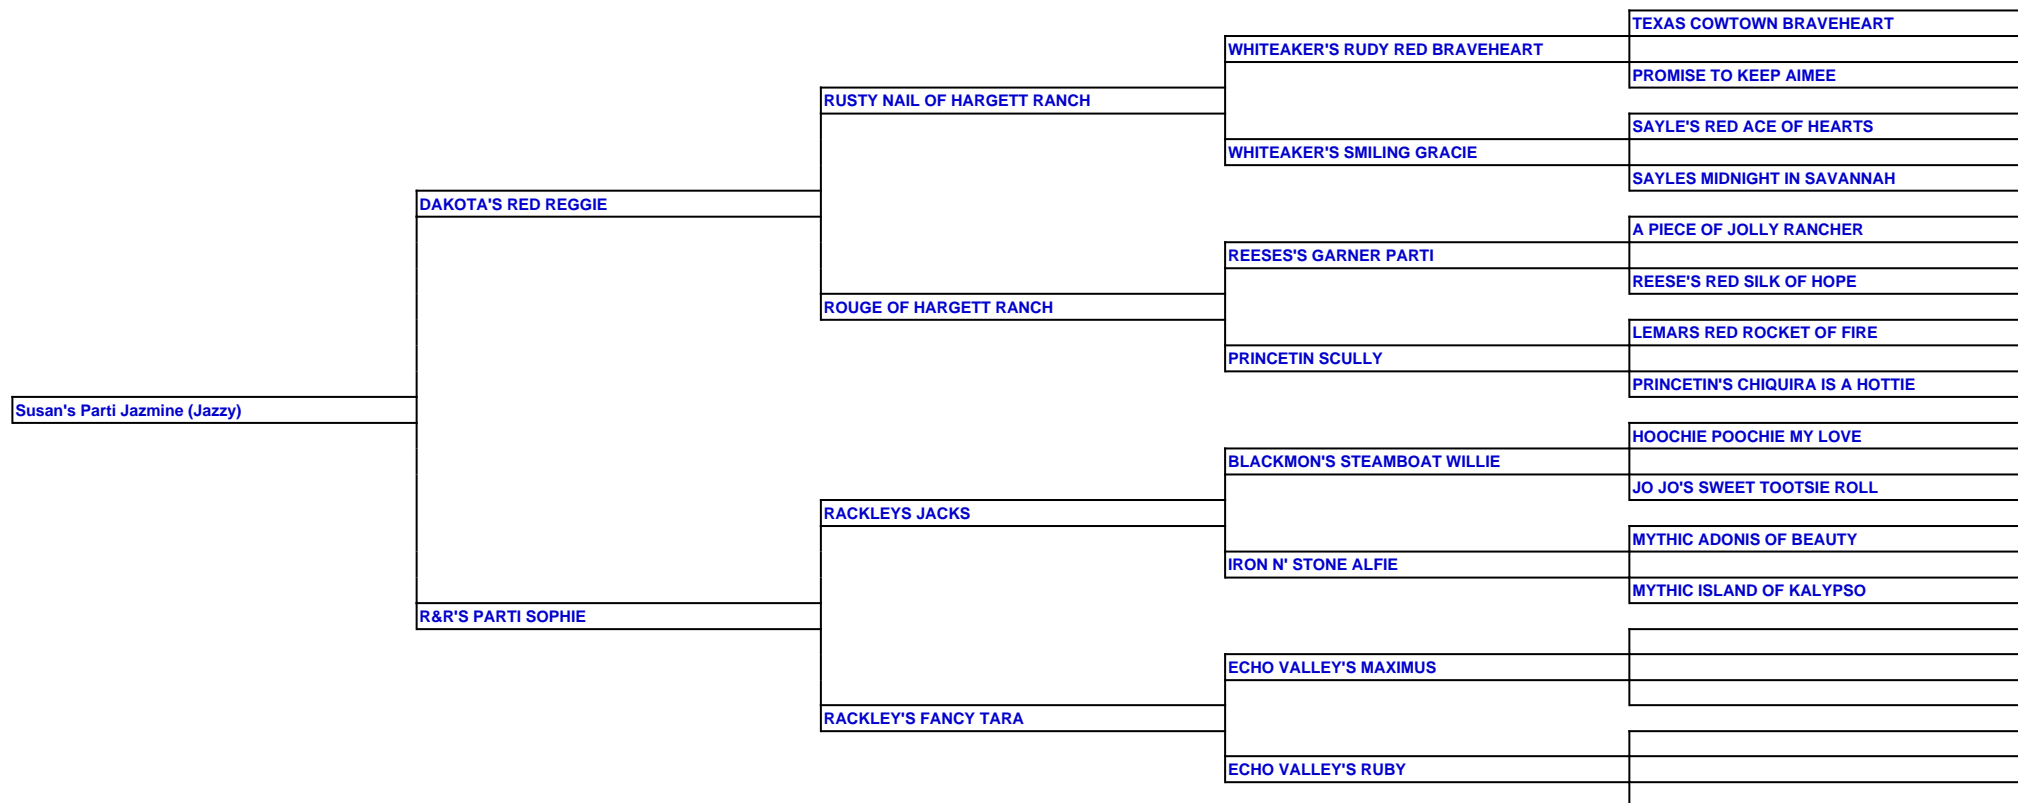 TEXAS COWTOWN BRAVEHEART
WHITEAKER'S RUDY RED BRAVEHEART
PROMISE TO KEEP AIMEE
RUSTY NAIL OF HARGETT RANCH
SAYLE'S RED ACE OF HEARTS
WHITEAKER'S SMILING GRACIE
SAYLES MIDNIGHT IN SAVANNAH
DAKOTA'S RED REGGIE
A PIECE OF JOLLY RANCHER
REESES'S GARNER PARTI
REESE'S RED SILK OF HOPE
ROUGE OF HARGETT RANCH
LEMARS RED ROCKET OF FIRE
PRINCETIN SCULLY
PRINCETIN'S CHIQUIRA IS A HOTTIE
Susan's Parti Jazmine (Jazzy)
HOOCHIE POOCHIE MY LOVE
BLACKMON'S STEAMBOAT WILLIE
JO JO'S SWEET TOOTSIE ROLL
RACKLEYS JACKS
MYTHIC ADONIS OF BEAUTY
IRON N' STONE ALFIE
MYTHIC ISLAND OF KALYPSO
R&R'S PARTI SOPHIE
ECHO VALLEY'S MAXIMUS
RACKLEY'S FANCY TARA
ECHO VALLEY'S RUBY